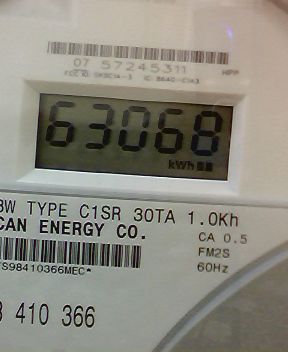 07 57245311
63068
kWh
3W TYPE C1SR 30TA 1.0Kh
CAN ENERGY CO.
CA 0.5
FM2S
60Hz
TS98410366MEC*
3 410 366